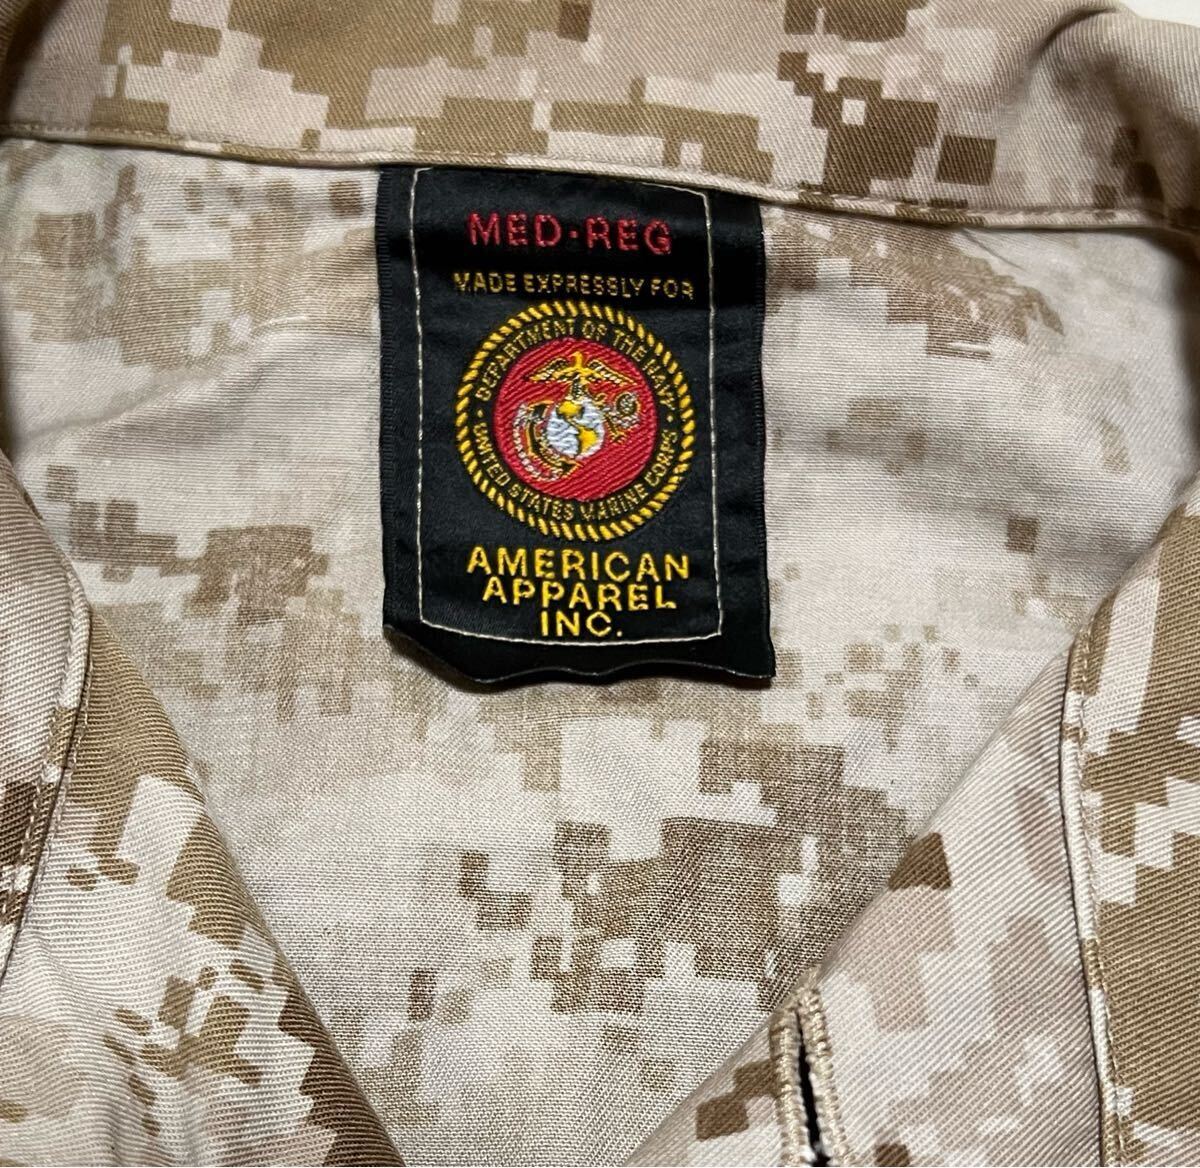 MED·REG
MADE EXPRESSLY FOR
DEPARTMENT OF THE NAVY
UNITED STATES MARINE CORPS
AMERICAN
APPAREL
INC.